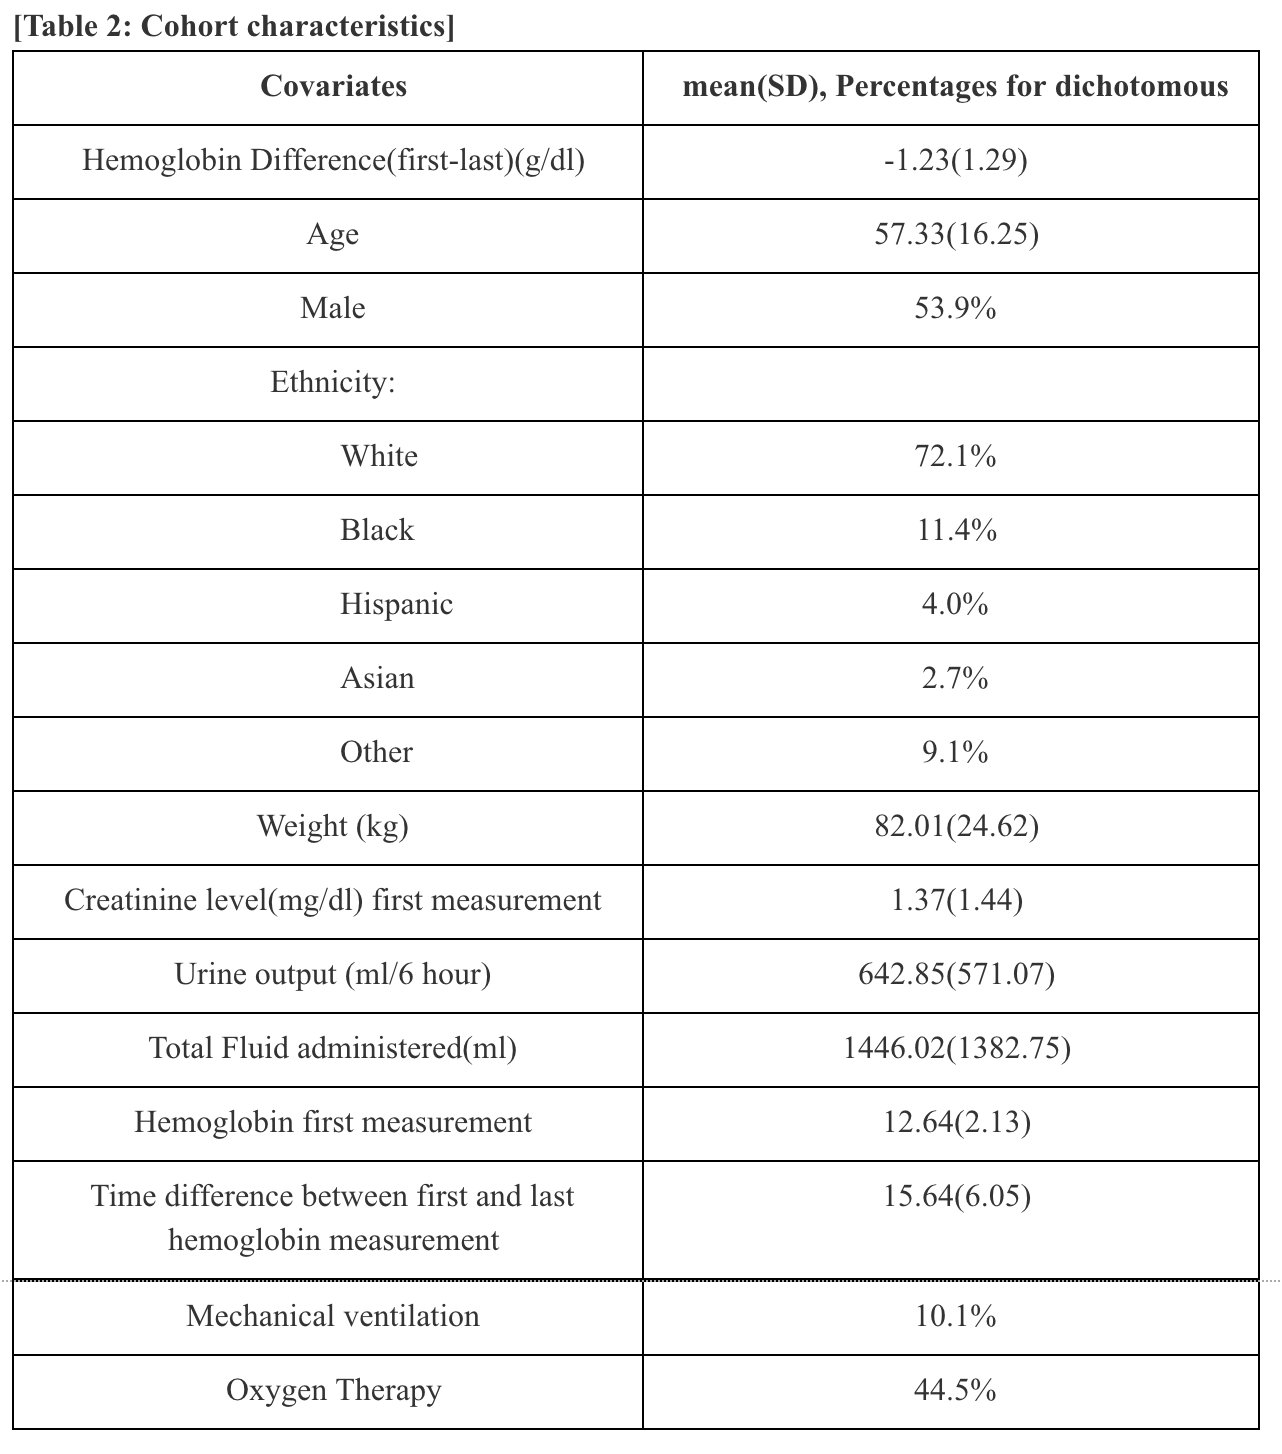 [Table 2: Cohort characteristics]
Covariates mean(SD), Percentages for dichotomous
Hemoglobin Difference(first-last)(g/dl) -1.23(1.29)
Age 57.33(16.25)
Male 53.9%
Ethnicity:
White 72.1%
Black 11.4%
Hispanic 4.0%
Asian 2.7%
Other 9.1%
Weight (kg) 82.01(24.62)
Creatinine level(mg/dl) first measurement 1.37(1.44)
Urine output (ml/6 hour) 642.85(571.07)
Total Fluid administered(ml) 1446.02(1382.75)
Hemoglobin first measurement 12.64(2.13)
Time difference between first and last 15.64(6.05)
hemoglobin measurement
Mechanical ventilation 10.1%
Oxygen Therapy 44.5%